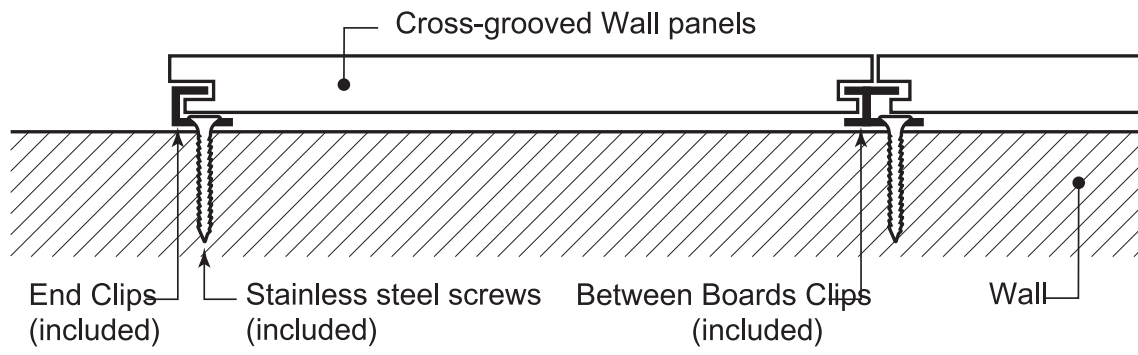 Cross-grooved Wall panels
End Clips
(included)
Stainless steel screws
(included)
Between Boards Clips
(included)
Wall